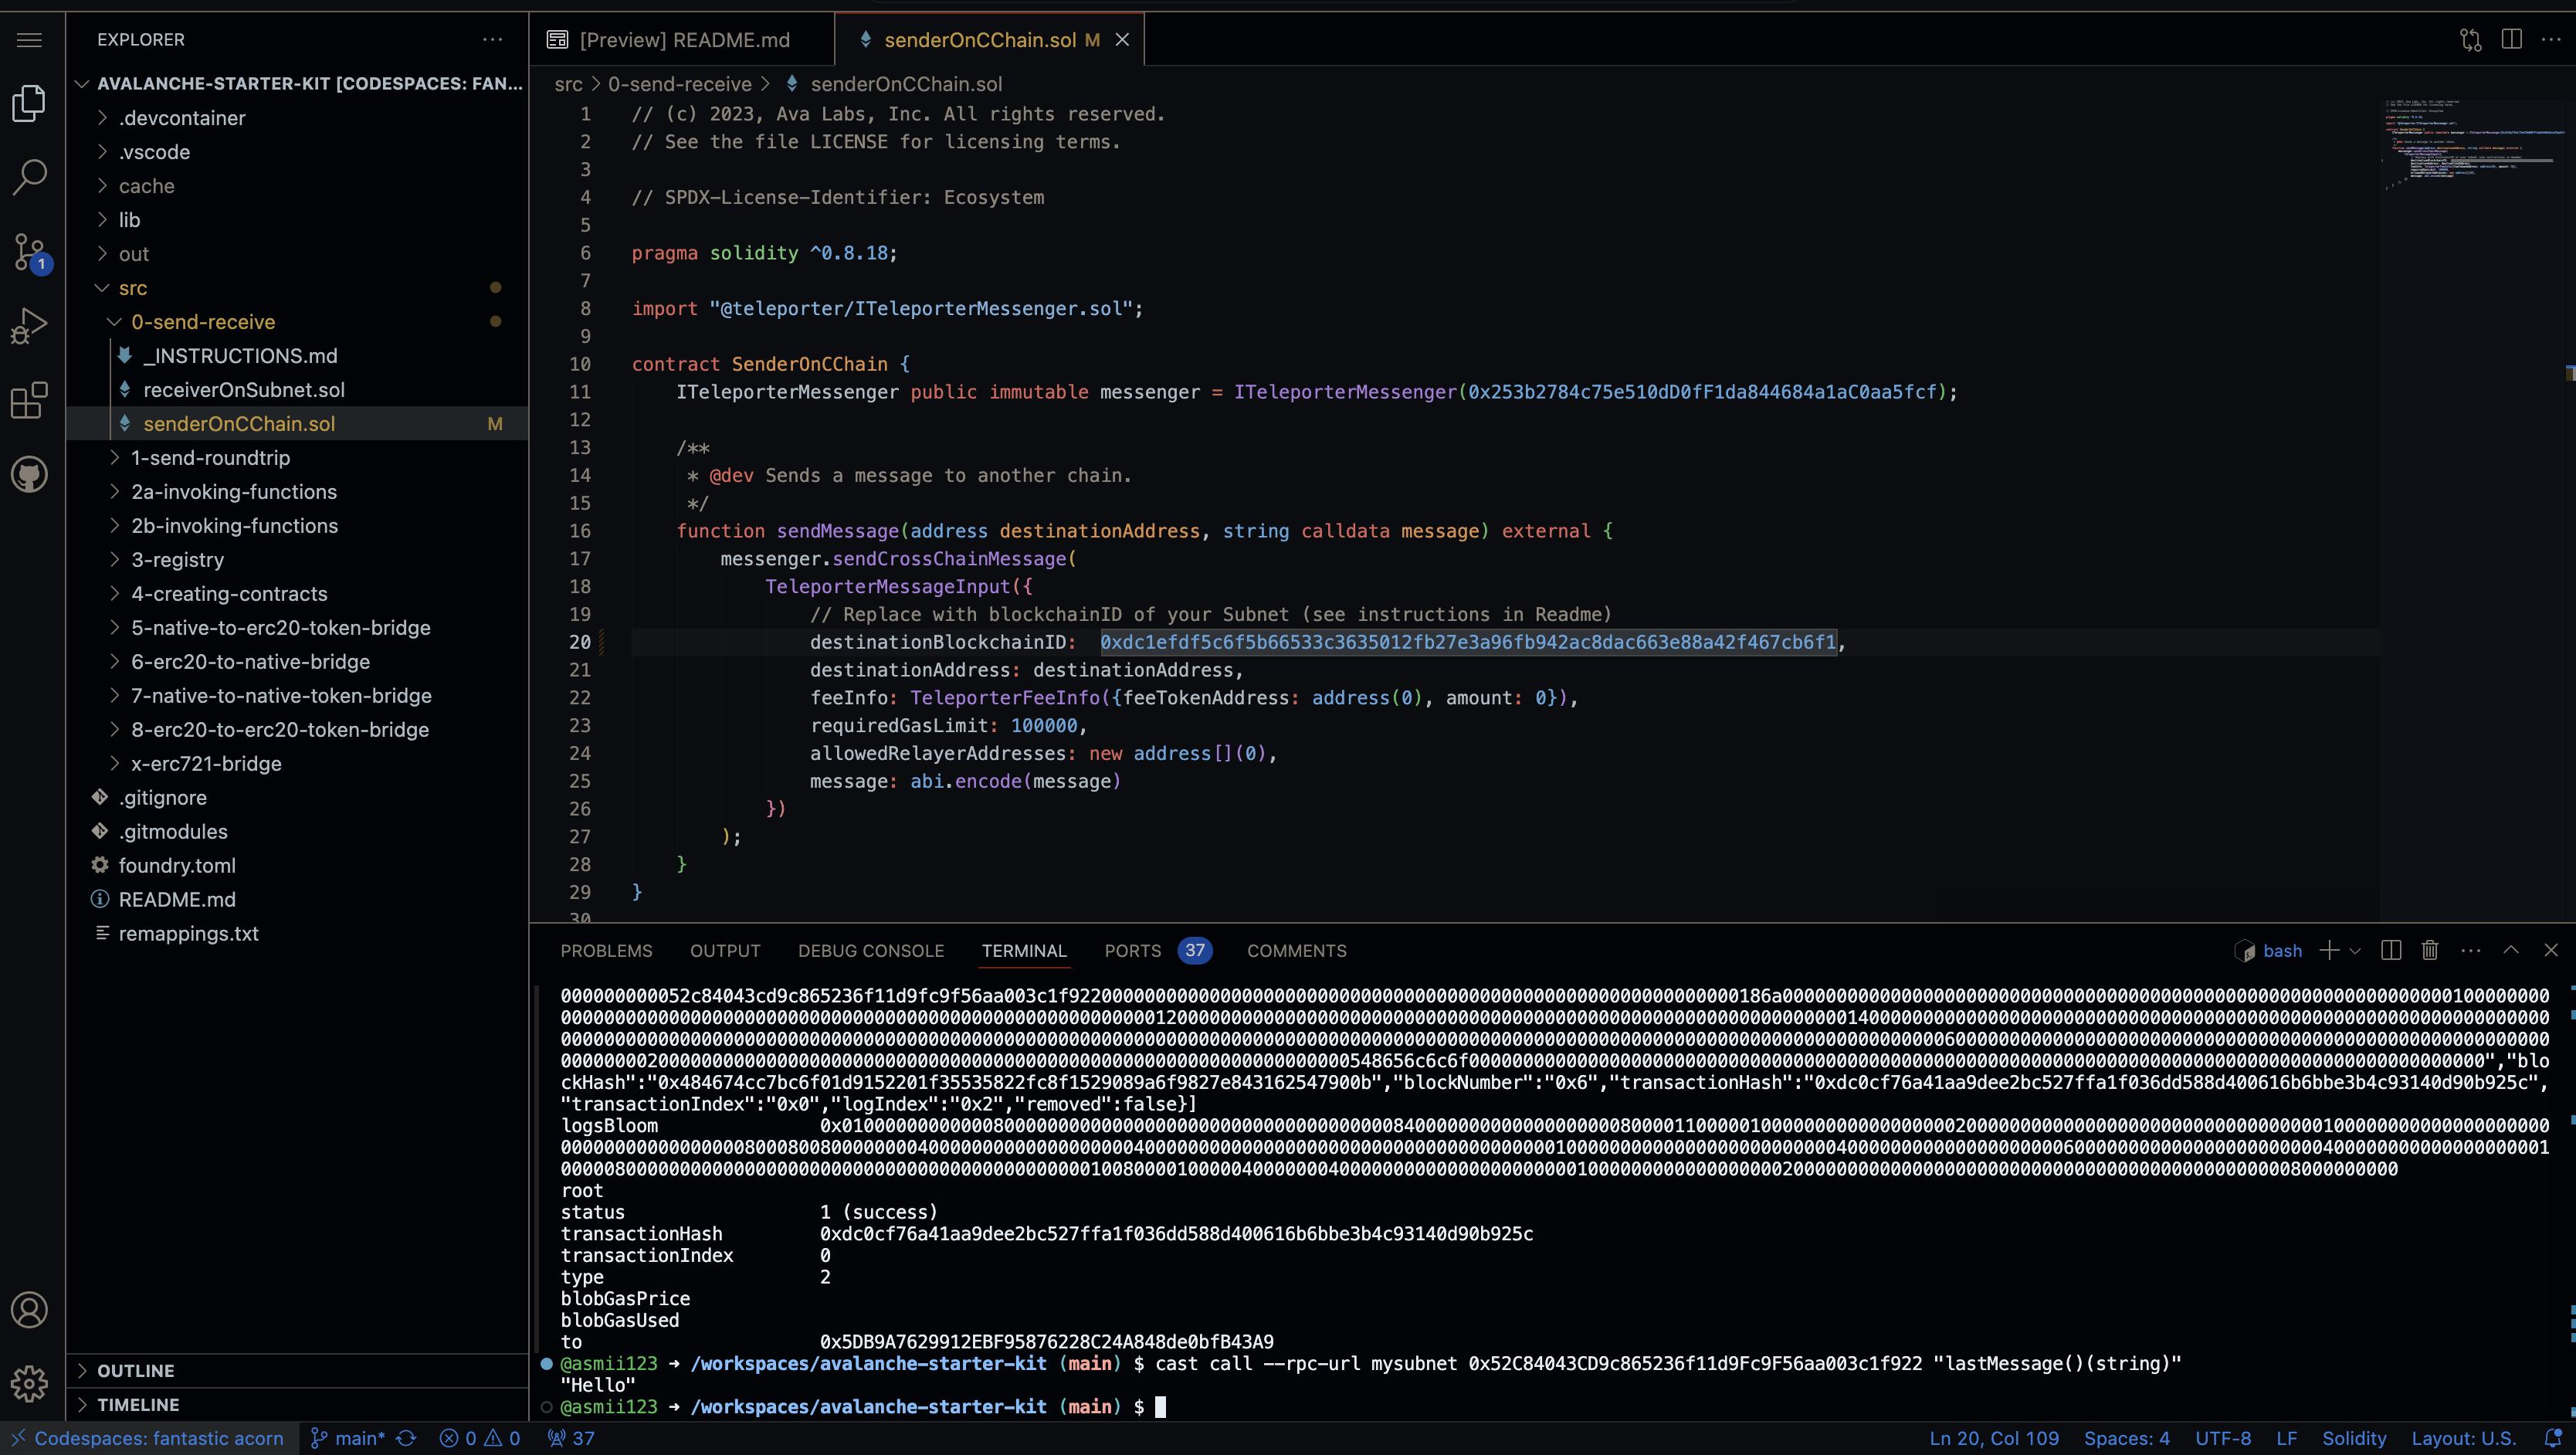 EXPLORER
AVALANCHE-STARTER-KIT [CODESPACES: FAN...
.devcontainer
.vscode
cache
lib
out
src
0-send-receive
_INSTRUCTIONS.md
receiverOnSubnet.sol
senderOnCChain.sol M
1-send-roundtrip
2a-invoking-functions
2b-invoking-functions
3-registry
4-creating-contracts
5-native-to-erc20-token-bridge
6-erc20-to-native-bridge
7-native-to-native-token-bridge
8-erc20-to-erc20-token-bridge
x-erc721-bridge
.gitignore
.gitmodules
foundry.toml
README.md
remappings.txt
OUTLINE
TIMELINE
1
[Preview] README.md
senderOnCChain.sol M
src > 0-send-receive > senderOnCChain.sol
1 // (c) 2023, Ava Labs, Inc. All rights reserved.
2 // See the file LICENSE for licensing terms.
3
4 // SPDX-License-Identifier: Ecosystem
5
6 pragma solidity ^0.8.18;
7
8 import "@teleporter/ITeleporterMessenger.sol";
9
10 contract SenderOnCChain {
11 ITeleporterMessenger public immutable messenger = ITeleporterMessenger(0x253b2784c75e510dD0fF1da844684a1aC0aa5fcf);
12
13 /**
14 * @dev Sends a message to another chain.
15 */
16 function sendMessage(address destinationAddress, string calldata message) external {
17 messenger.sendCrossChainMessage(
18 TeleporterMessageInput({
19 // Replace with blockchainID of your Subnet (see instructions in Readme)
20 destinationBlockchainID: 0xdc1efdf5c6f5b66533c3635012fb27e3a96fb942ac8dac663e88a42f467cb6f1,
21 destinationAddress: destinationAddress,
22 feeInfo: TeleporterFeeInfo({feeTokenAddress: address(0), amount: 0}),
23 requiredGasLimit: 100000,
24 allowedRelayerAddresses: new address[](0),
25 message: abi.encode(message)
26 })
27 );
28 }
29 }
30
PROBLEMS OUTPUT DEBUG CONSOLE TERMINAL PORTS 37 COMMENTS
bash
ckHash":"0x484674cc7bc6f01d9152201f35535822fc8f1529089a6f9827e843162547900b","blockNumber":"0x6","transactionHash":"0xdc0cf76a41aa9dee2bc527ffa1f036dd588d400616b6bbe3b4c93140d90b925c",
"transactionIndex":"0x0","logIndex":"0x2","removed":false}]
logsBloom
root
status 1 (success)
transactionHash 0xdc0cf76a41aa9dee2bc527ffa1f036dd588d400616b6bbe3b4c93140d90b925c
transactionIndex 0
type 2
blobGasPrice
blobGasUsed
to 0x5DB9A7629912EBF95876228C24A848de0bfB43A9
@asmii123 → /workspaces/avalanche-starter-kit (main) $ cast call --rpc-url mysubnet 0x52C84043CD9c865236f11d9Fc9F56aa003c1f922 "lastMessage()(string)"
"Hello"
@asmii123 → /workspaces/avalanche-starter-kit (main) $
Codespaces: fantastic acorn main* 0 0 37 Ln 20, Col 109 Spaces: 4 UTF-8 LF Solidity Layout: U.S.